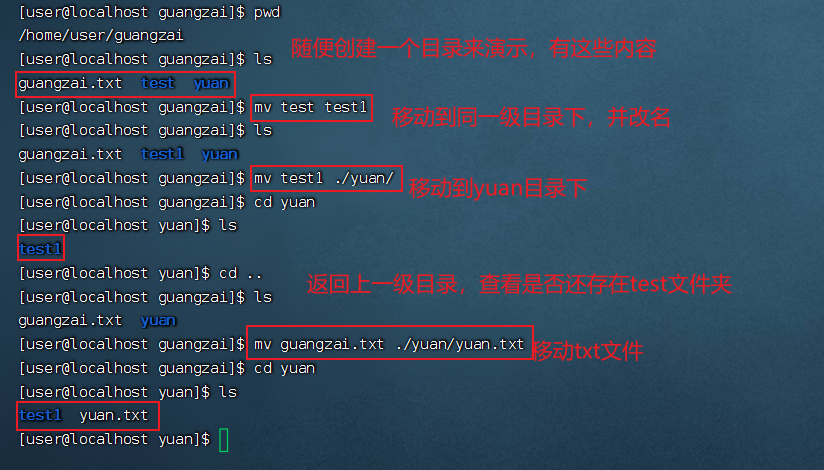 [user@localhost guangzai]$ pwd
/home/user/guangzai
随便创建一个目录来演示，有这些内容
[user@localhost guangzai]$ ls
guangzai.txt  test  yuan
[user@localhost guangzai]$ mv test test1
移动到同一级目录下，并改名
[user@localhost guangzai]$ ls
guangzai.txt  test1  yuan
[user@localhost guangzai]$ mv test1 ./yuan/
移动到yuan目录下
[user@localhost guangzai]$ cd yuan
[user@localhost yuan]$ ls
test1
[user@localhost yuan]$ cd ..
返回上一级目录，查看是否还存在test文件夹
[user@localhost guangzai]$ ls
guangzai.txt  yuan
[user@localhost guangzai]$ mv guangzai.txt ./yuan/yuan.txt
移动txt文件
[user@localhost guangzai]$ cd yuan
[user@localhost yuan]$ ls
test1  yuan.txt
[user@localhost yuan]$